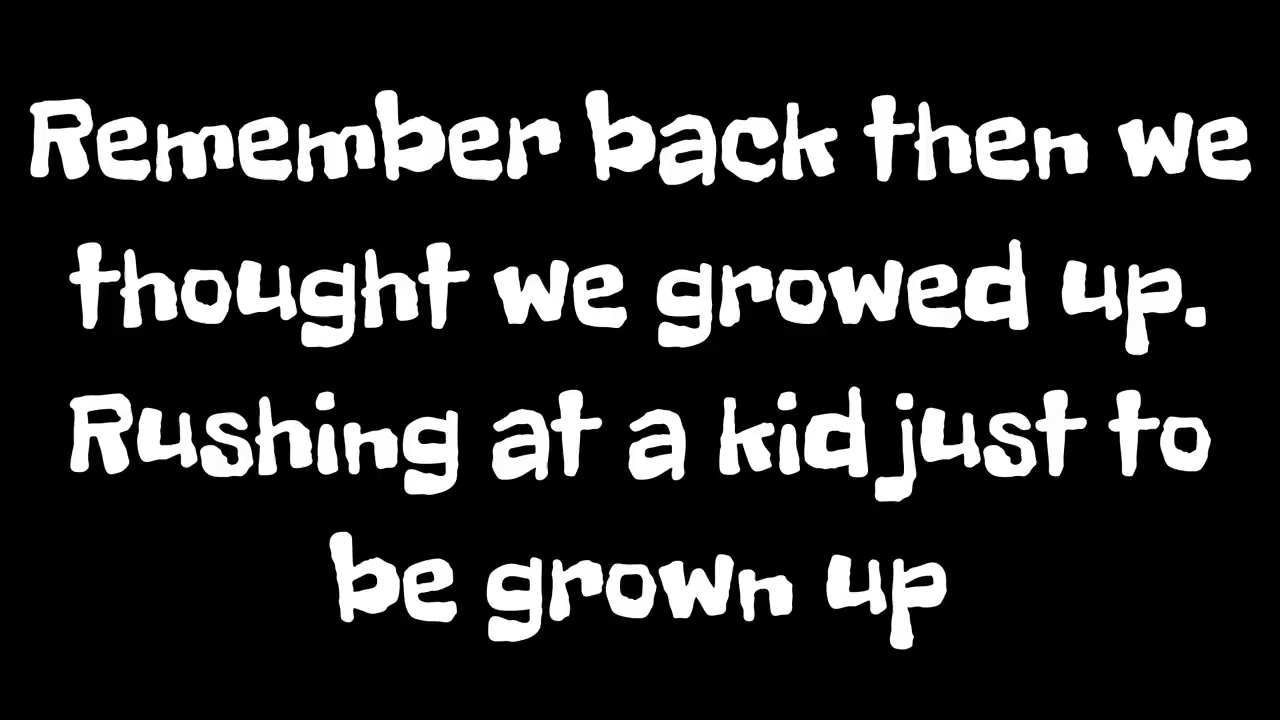 Remember back then we
thought we growed up.
Rushing at a kid just to
be grown up